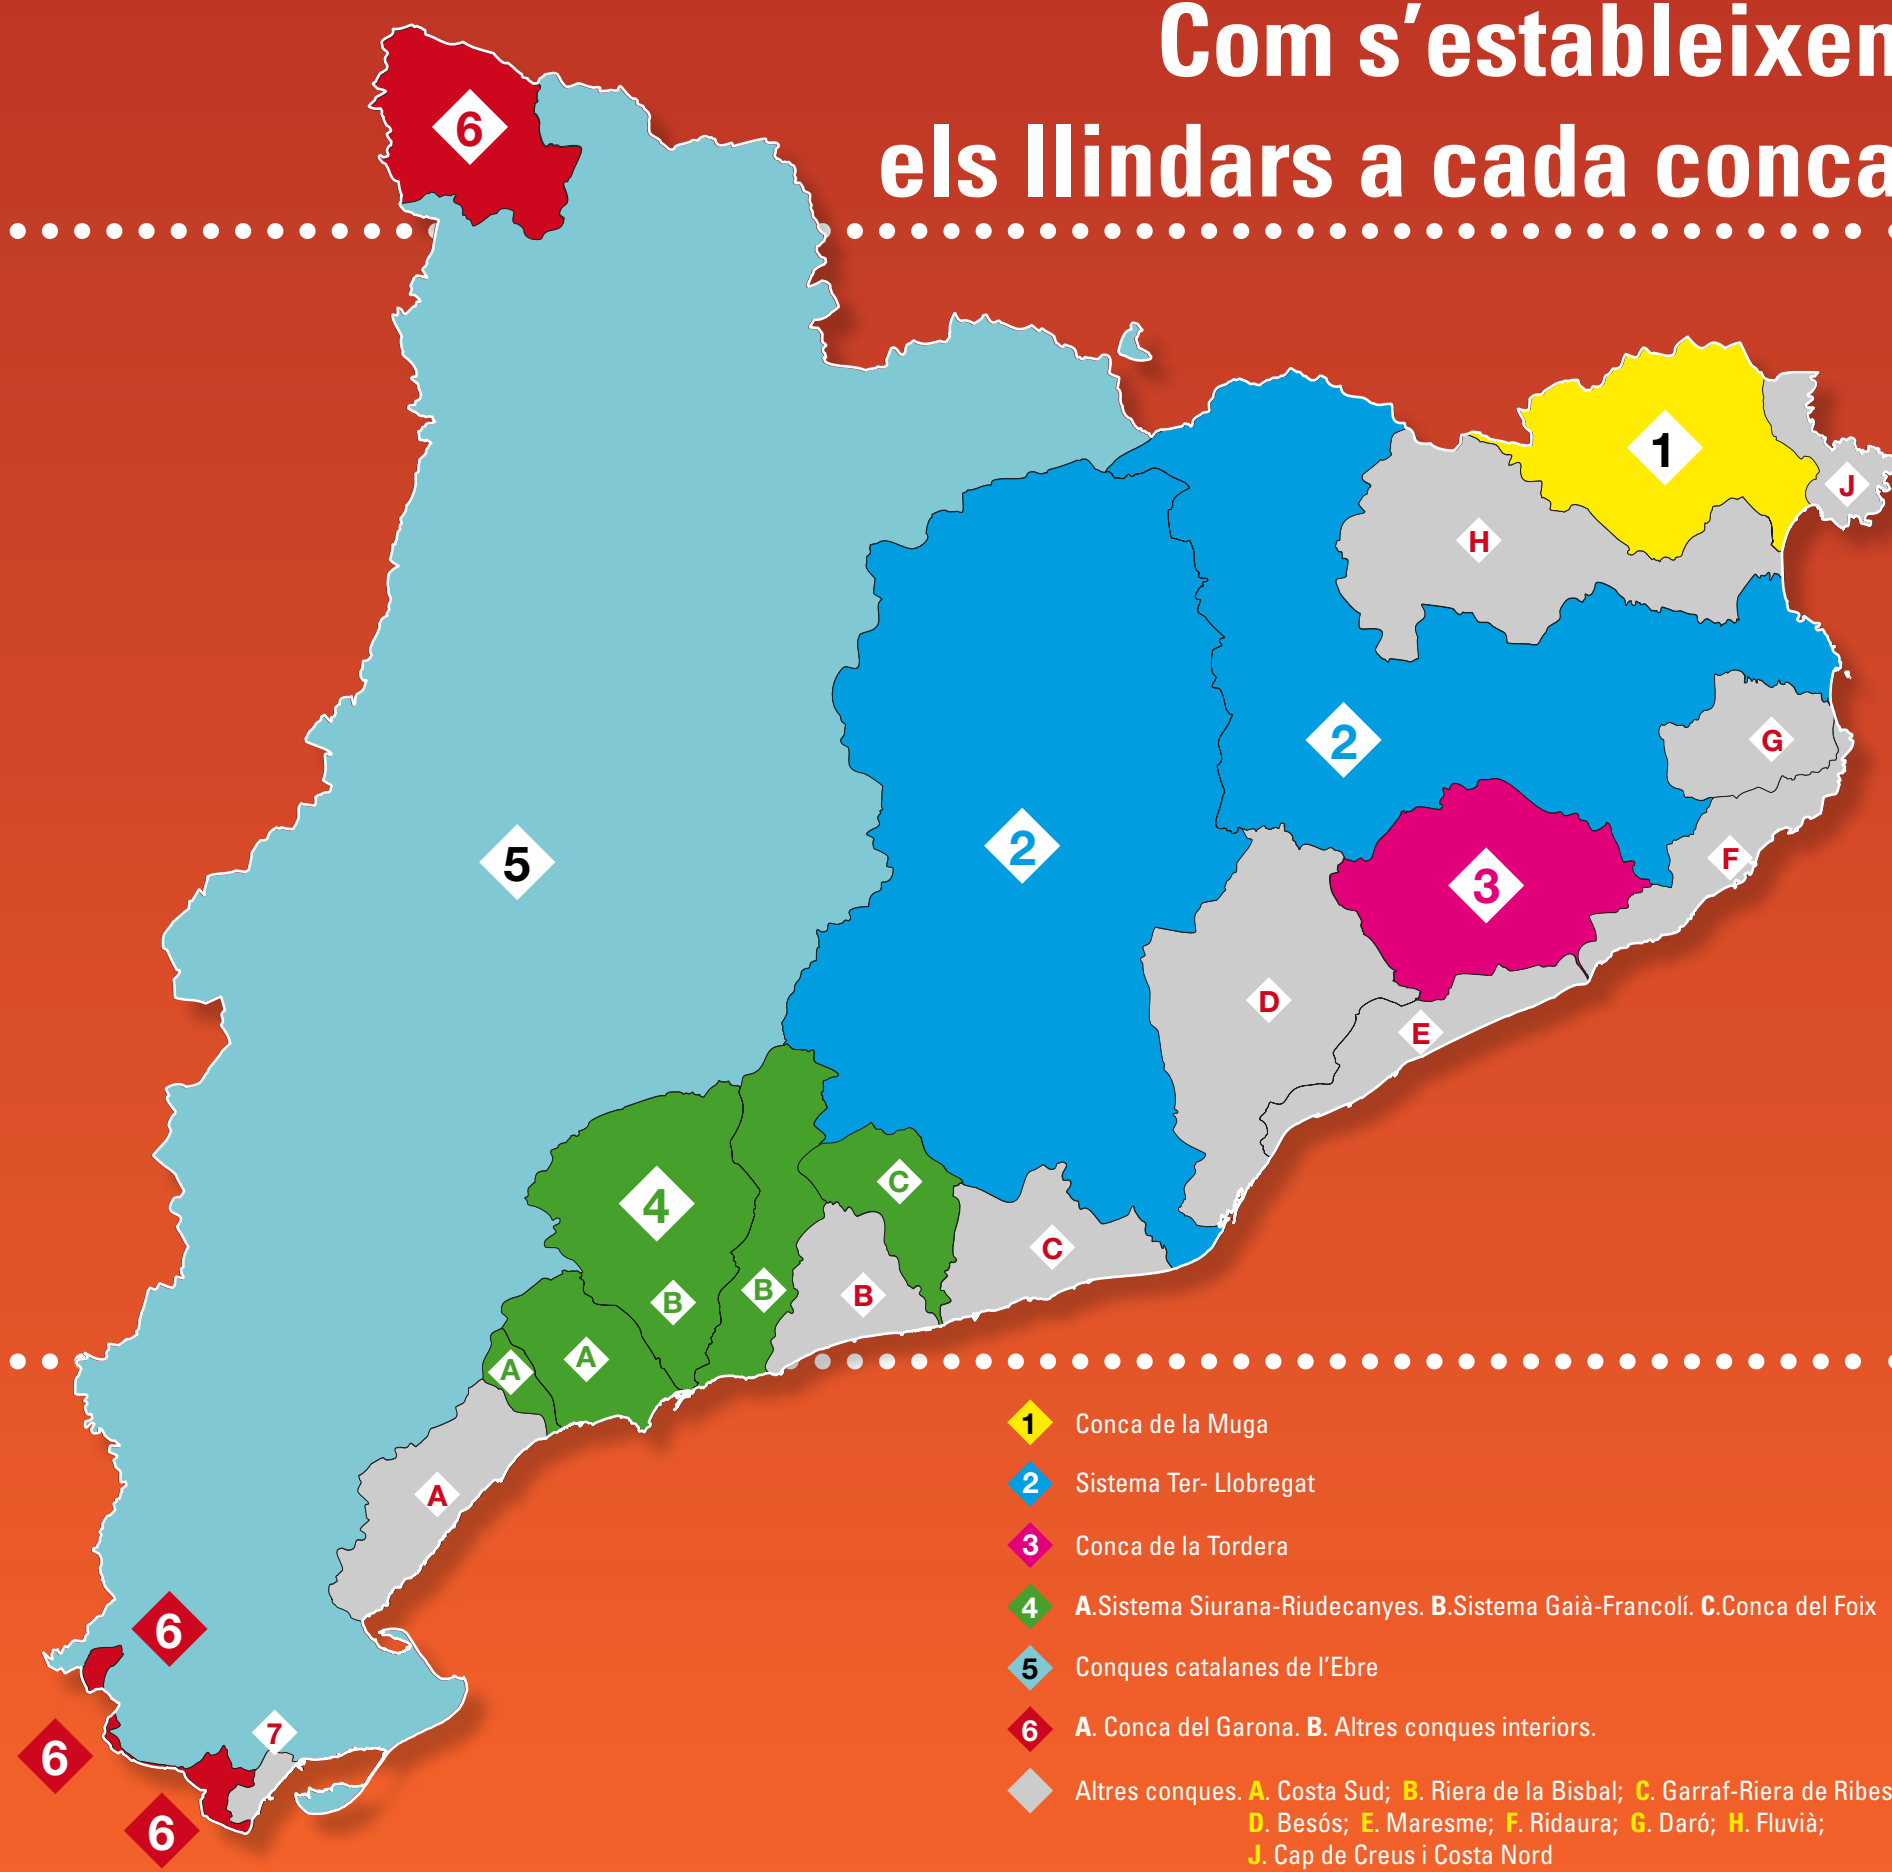 Com s’estableixen
els llindars a cada conca
6
1
J
H
2
G
5
2
3
F
D
E
4
C
C
B
B
B
A
A
A
6
7
6
6
1 Conca de la Muga
2 Sistema Ter- Llobregat
3 Conca de la Tordera
4 A.Sistema Siurana-Riudecanyes. B.Sistema Gaià-Francolí. C.Conca del Foix
5 Conques catalanes de l’Ebre
6 A. Conca del Garona. B. Altres conques interiors.
Altres conques. A. Costa Sud; B. Riera de la Bisbal; C. Garraf-Riera de Ribes
D. Besós; E. Maresme; F. Ridaura; G. Daró; H. Fluvià;
J. Cap de Creus i Costa Nord